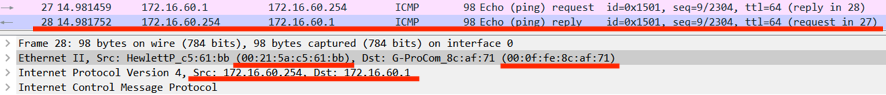 27 14.981459 172.16.60.1 172.16.60.254 ICMP 98 Echo (ping) request id=0x1501, seq=9/2304, ttl=64 (reply in 28)
28 14.981752 172.16.60.254 172.16.60.1 ICMP 98 Echo (ping) reply id=0x1501, seq=9/2304, ttl=64 (request in 27)
Frame 28: 98 bytes on wire (784 bits), 98 bytes captured (784 bits) on interface 0
Ethernet II, Src: HewlettP_c5:61:bb (00:21:5a:c5:61:bb), Dst: G-ProCom_8c:af:71 (00:0f:fe:8c:af:71)
Internet Protocol Version 4, Src: 172.16.60.254, Dst: 172.16.60.1
Internet Control Message Protocol